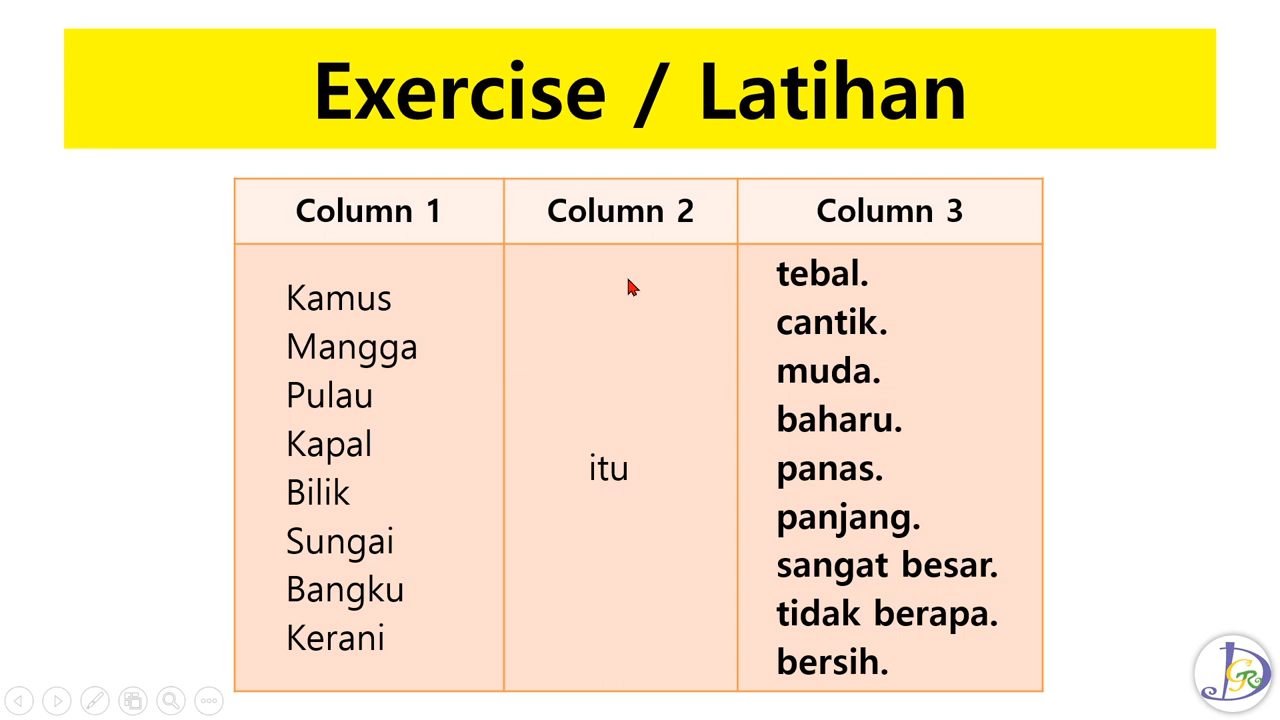 Exercise / Latihan
Column 1
Column 2
Column 3
Kamus
Mangga
Pulau
Kapal
Bilik
Sungai
Bangku
Kerani
itu
tebal.
cantik.
muda.
baharu.
panas.
panjang.
sangat besar.
tidak berapa.
bersih.